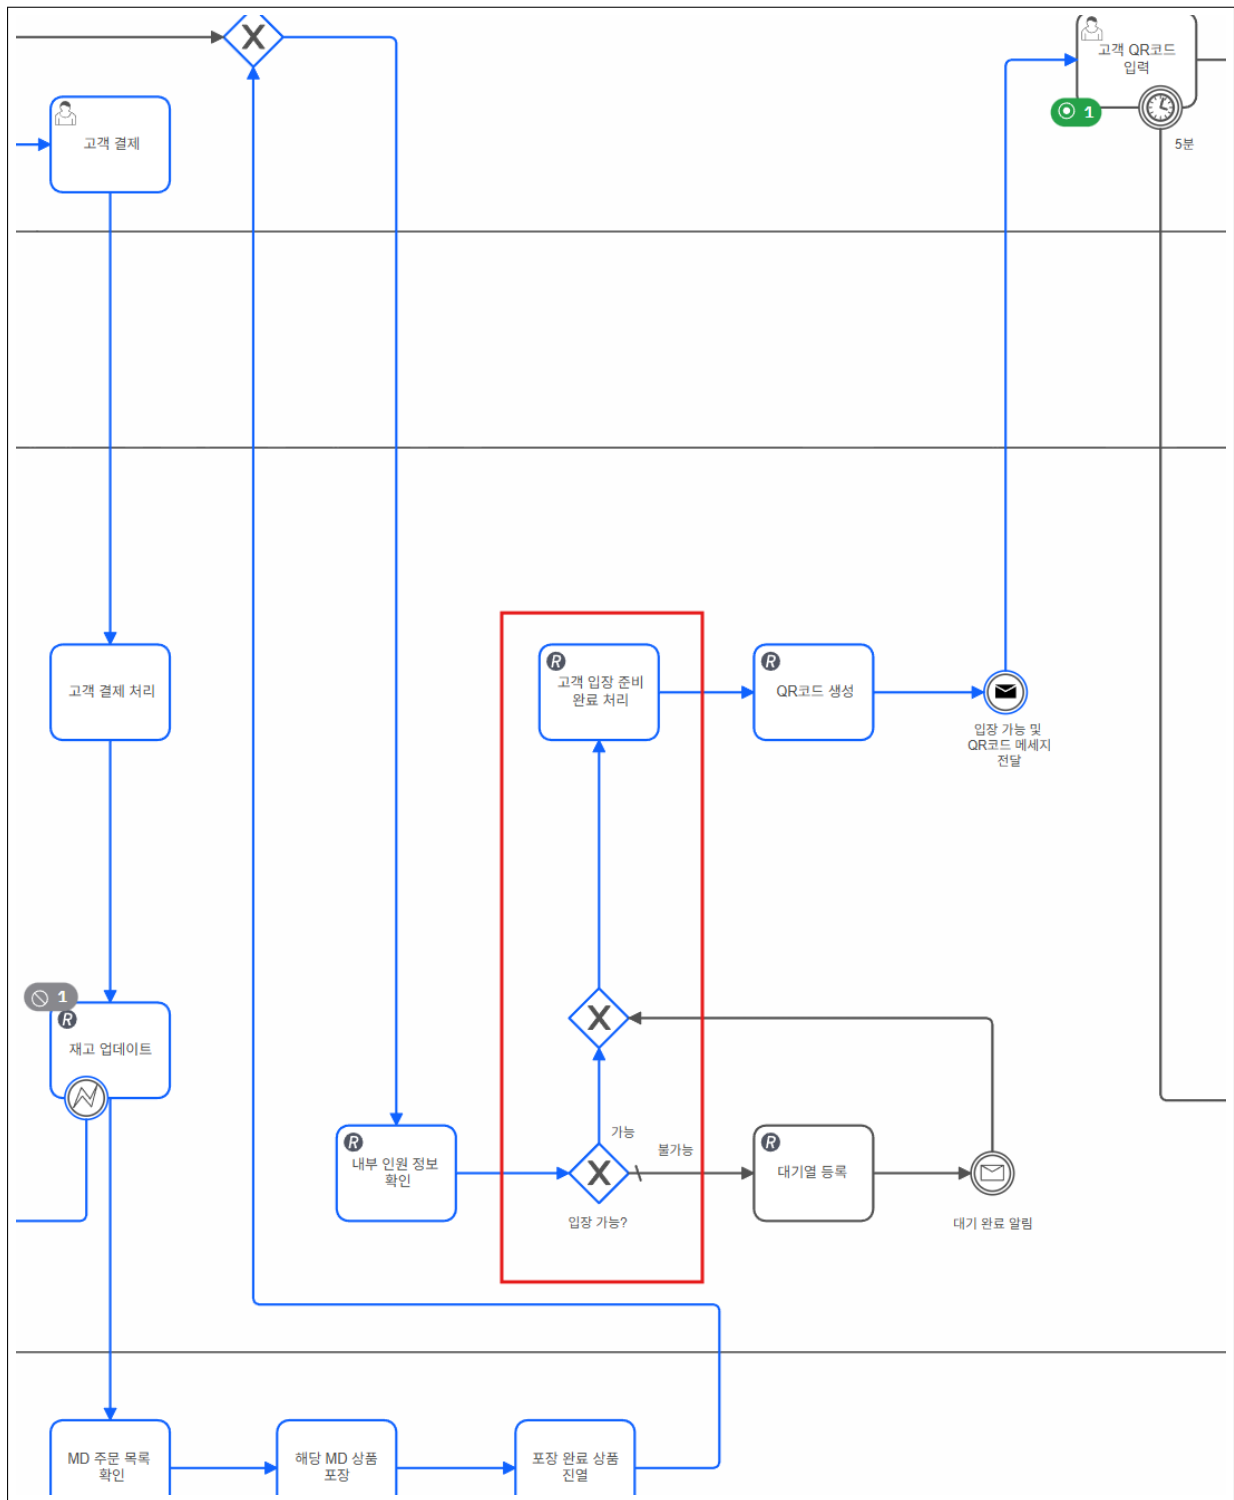 고객 QR코드
입력
1
5분
고객 결제
R
고객 입장 준비
완료 처리
R
QR코드 생성
고객 결제 처리
입장 가능 및
QR코드 메세지
전달
1
R
재고 업데이트
가능
불가능
R
내부 인원 정보
확인
R
대기열 등록
입장 가능?
대기 완료 알림
MD 주문 목록
확인
해당 MD 상품
포장
포장 완료 상품
진열